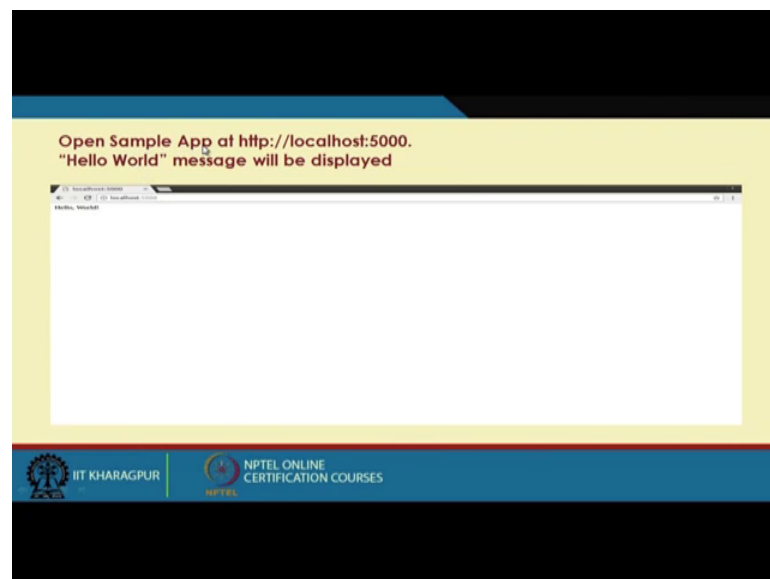 Open Sample App at http://localhost:5000.
“Hello World” message will be displayed
localhost:5000
localhost:5000
Hello, World!
IIT KHARAGPUR
NPTEL
NPTEL ONLINE
CERTIFICATION COURSES